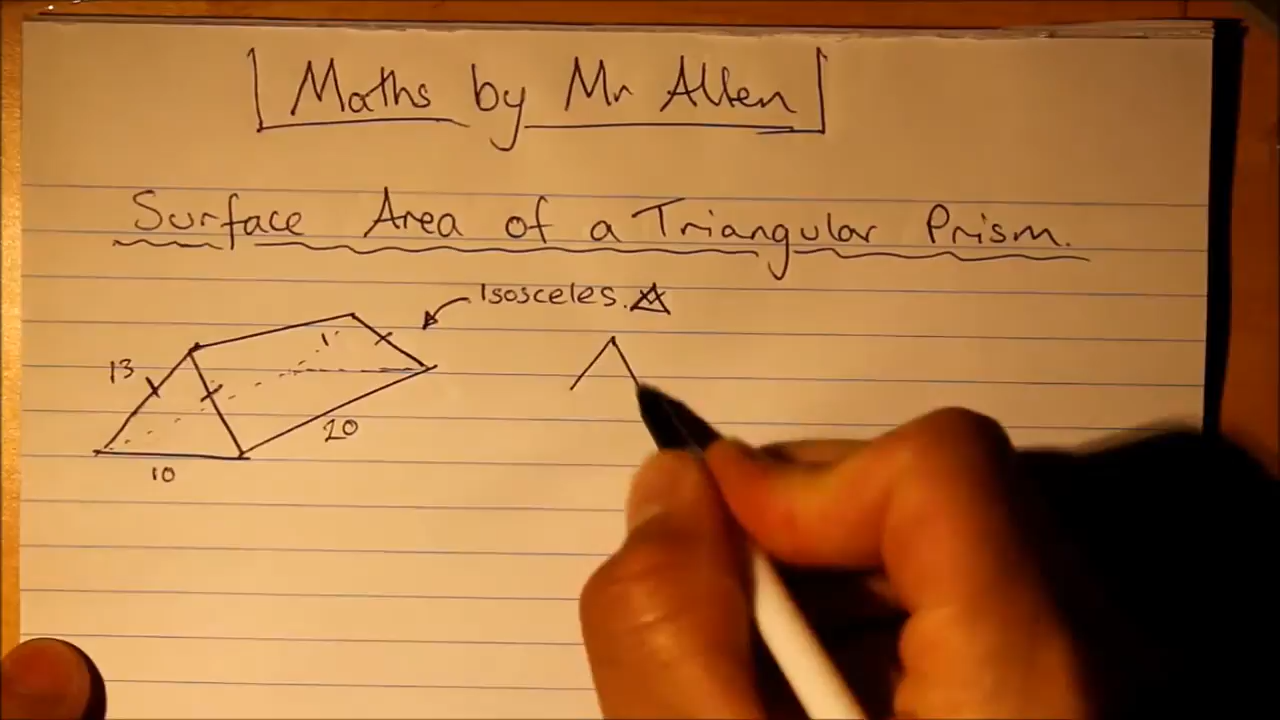 Maths by Mr Allen
Surface Area of a Triangular Prism.
Isosceles.
13
20
10